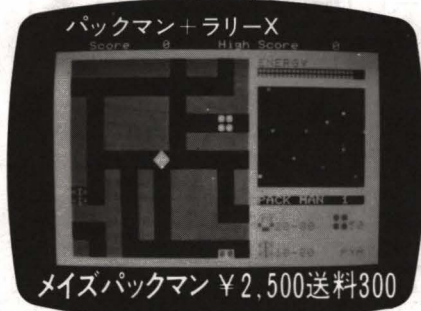 パックマン＋ラリーX
Score 0 High Score 0
ENERGY
PACK MAN 1
メイズパックマン ¥2,500送料300